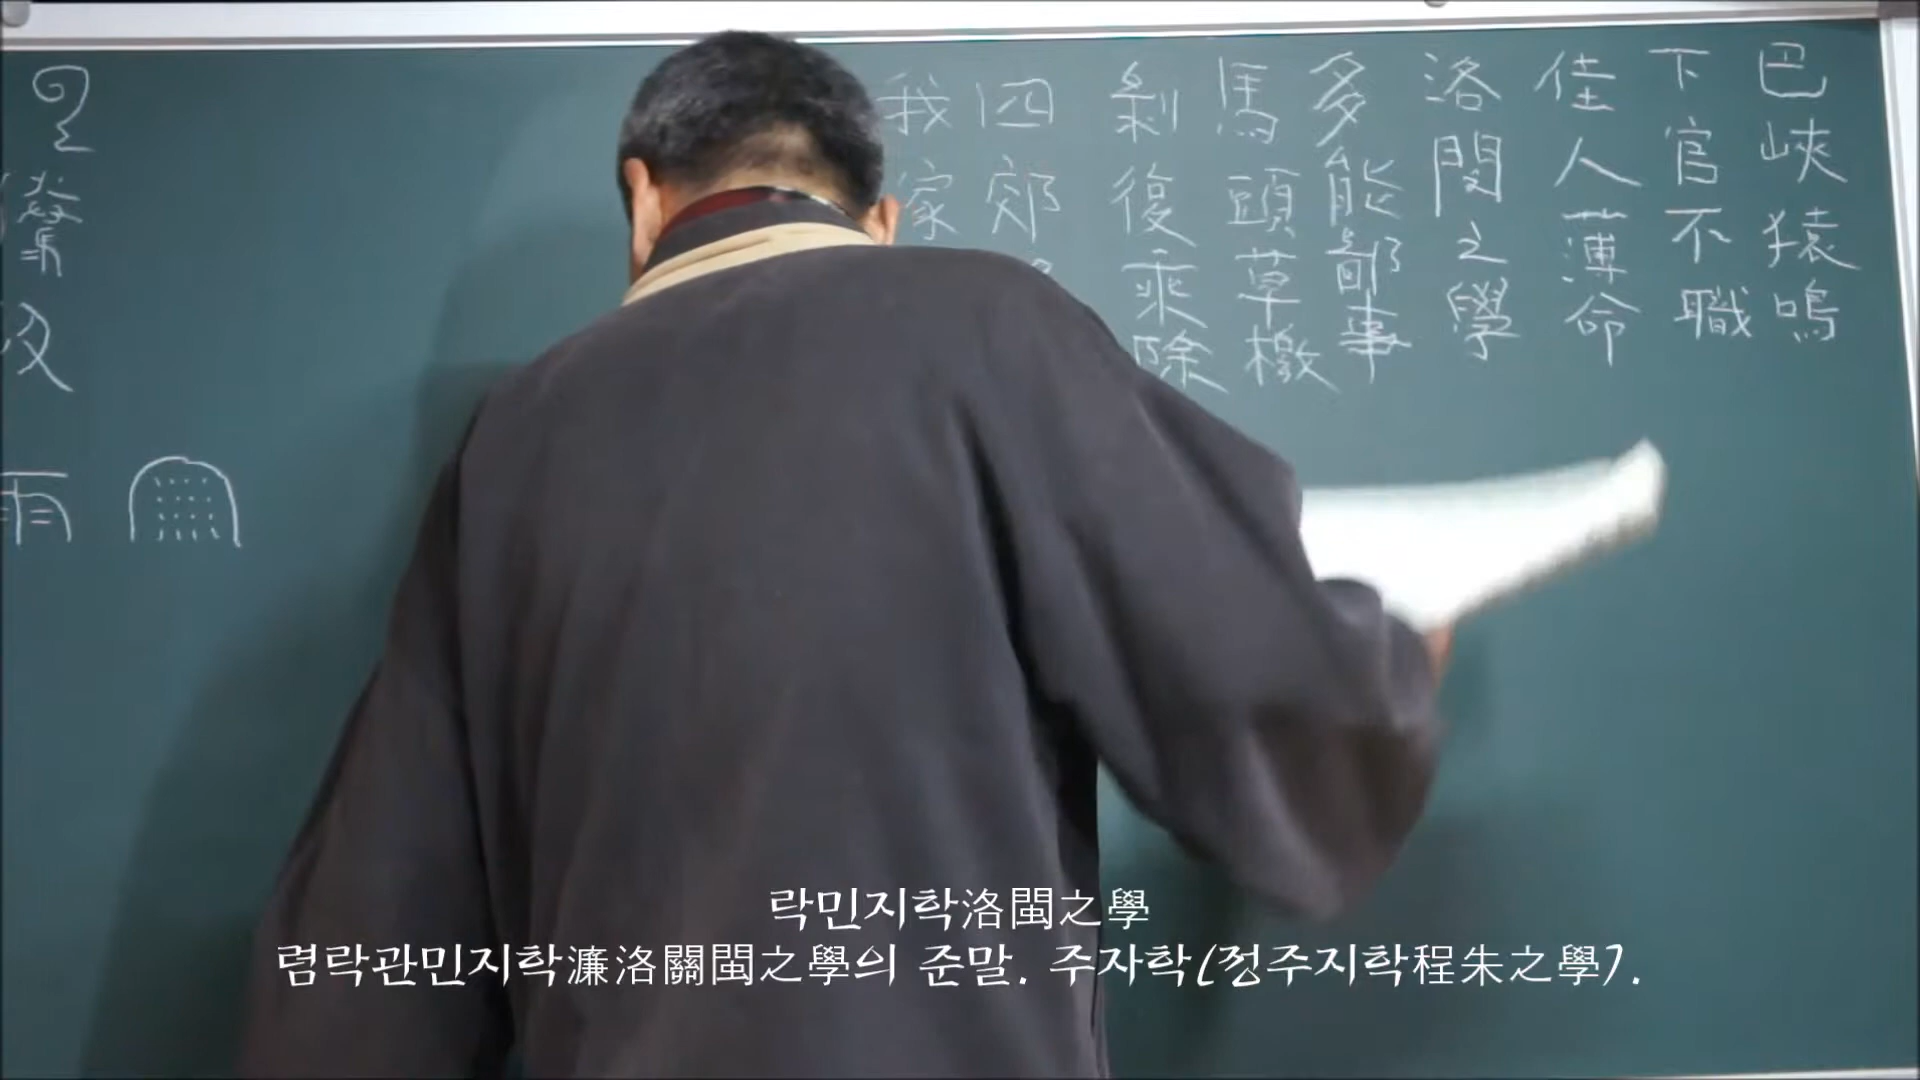 巴峽猿鳴
下官不職
佳人薄命
洛閩之學
多能鄙事
馬頭草檄
剝復乘除
四郊
我家
雨
락민지학洛閩之學
렴락관민지학濂洛關閩之學의 준말. 주자학(정주지학程朱之學).